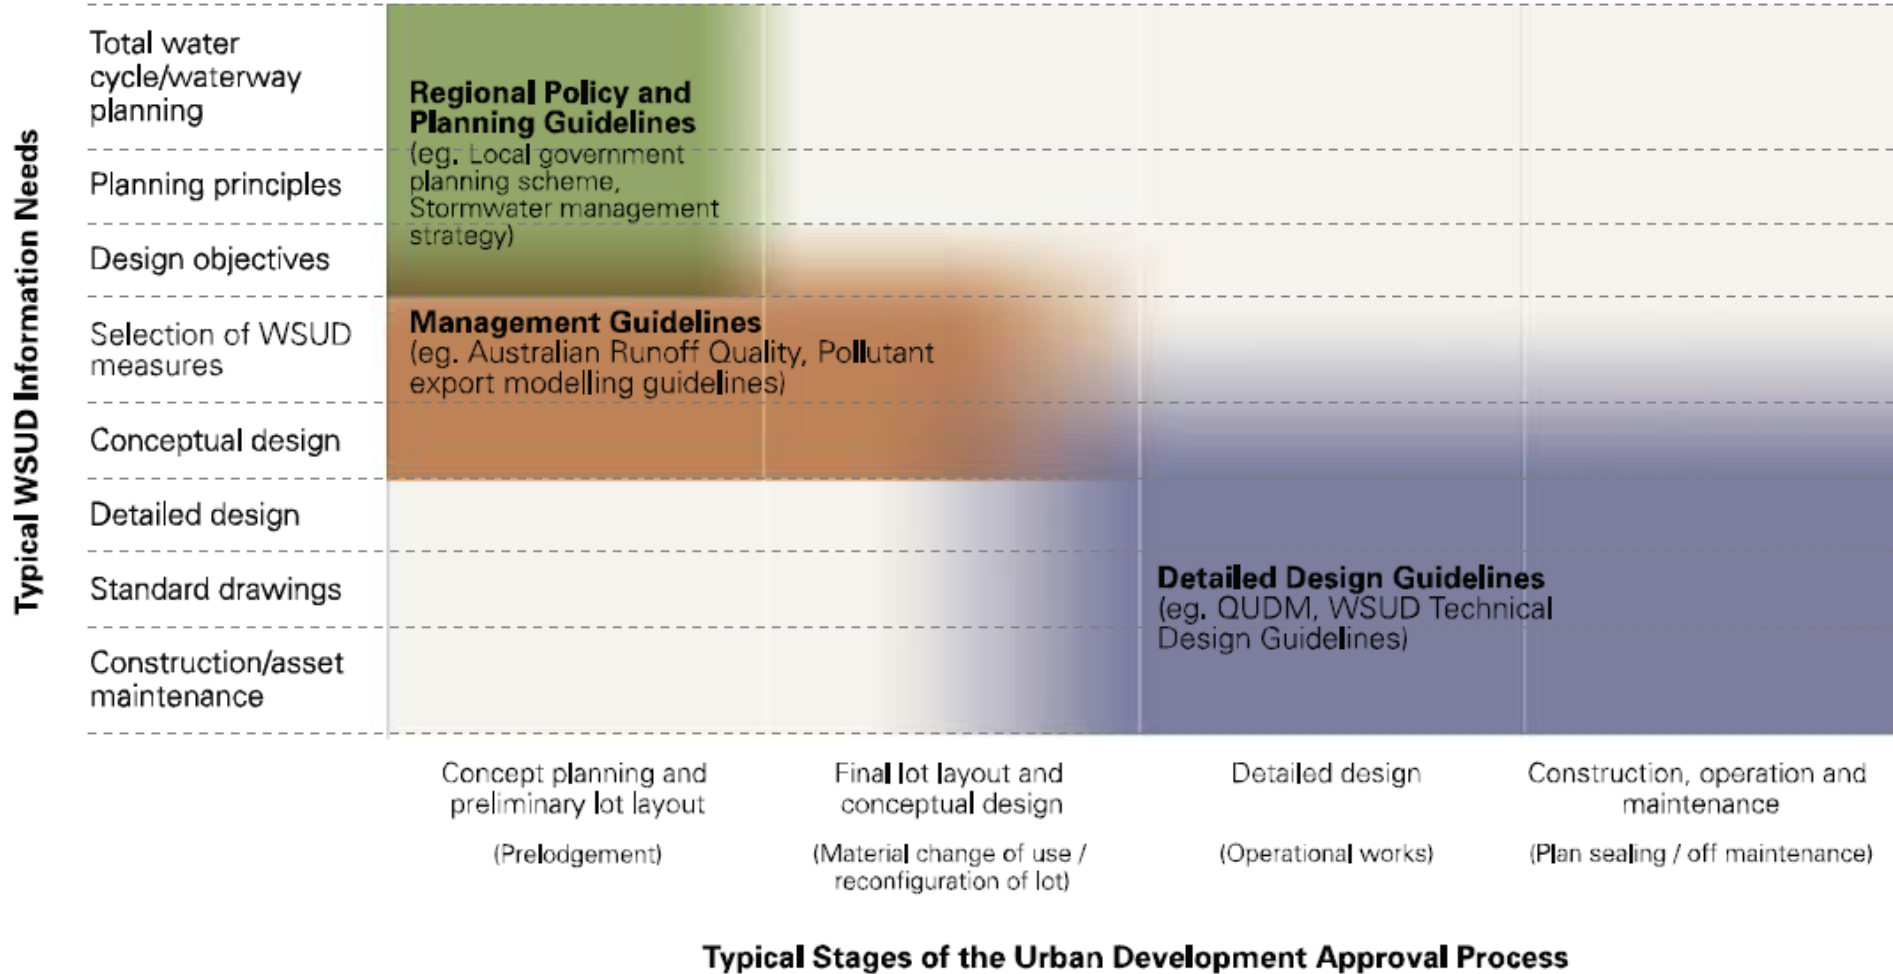 Typical WSUD Information Needs
Total water
cycle/waterway
planning
Planning principles
Design objectives
Selection of WSUD
measures
Conceptual design
Detailed design
Standard drawings
Construction/asset
maintenance
Regional Policy and
Planning Guidelines
(eg. Local government
planning scheme,
Stormwater management
strategy)
Management Guidelines
(eg. Australian Runoff Quality, Pollutant
export modelling guidelines)
Detailed Design Guidelines
(eg. QUDM, WSUD Technical
Design Guidelines)
Concept planning and
preliminary lot layout
(Prelodgement)
Final lot layout and
conceptual design
(Material change of use /
reconfiguration of lot)
Detailed design
(Operational works)
Construction, operation and
maintenance
(Plan sealing / off maintenance)
Typical Stages of the Urban Development Approval Process